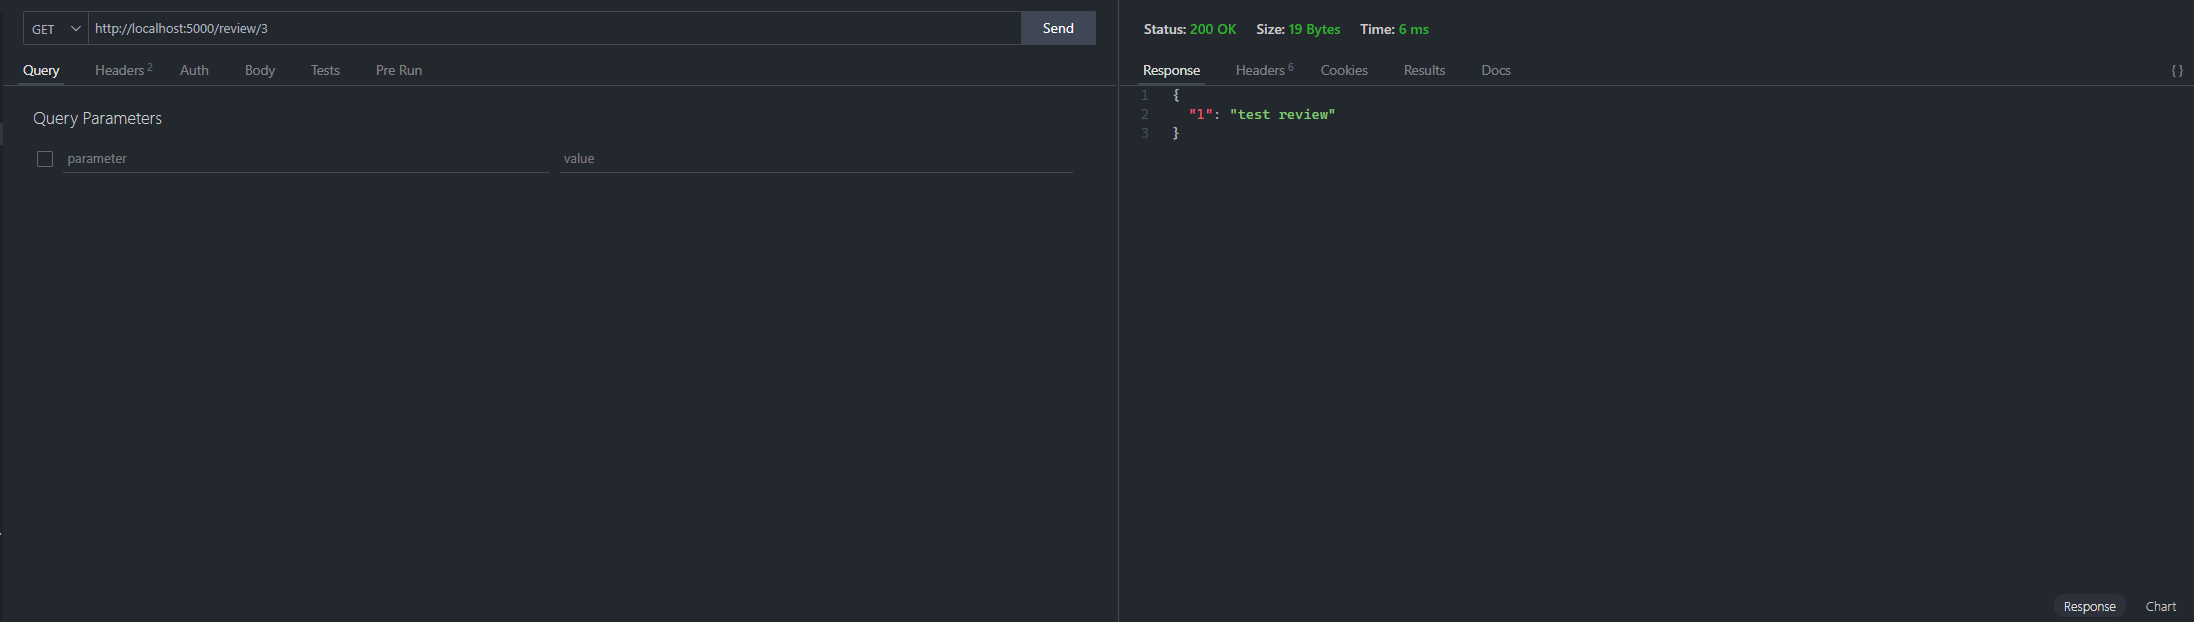 GET http://localhost:5000/review/3 Send
Query Headers 2 Auth Body Tests Pre Run
Query Parameters
parameter value
Status: 200 OK Size: 19 Bytes Time: 6 ms
Response Headers 6 Cookies Results Docs { }
1 {
2 "1": "test review"
3 }
Response Chart